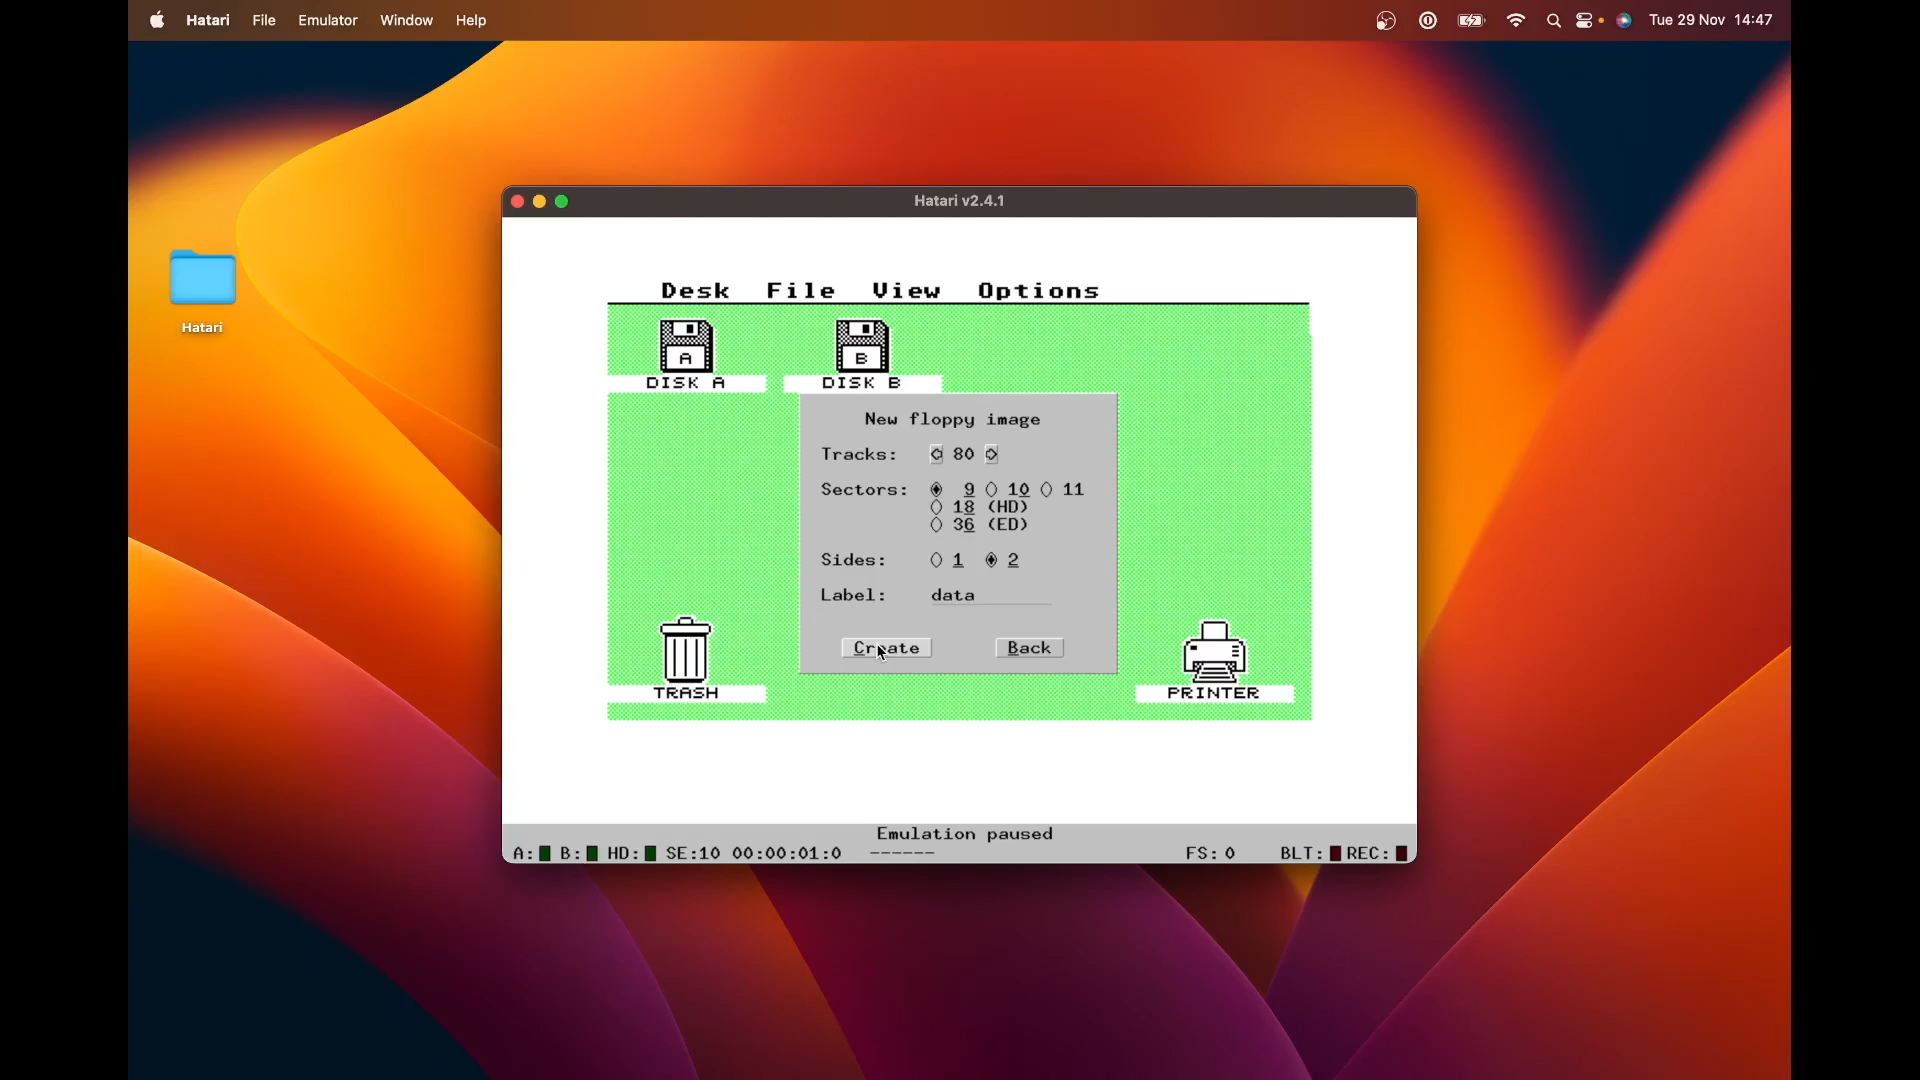 Hatari File Emulator Window Help Tue 29 Nov 14:47
Hatari v2.4.1
Desk File View Options
Hatari
A B
DISK A DISK B
New floppy image
Tracks: 80
Sectors: 9 10 11
18 (HD)
36 (ED)
Sides: 1 2
Label: data
Create Back
TRASH PRINTER
Emulation paused
A: B: HD: SE:10 00:00:01:0 ------ FS: 0 BLT: REC: